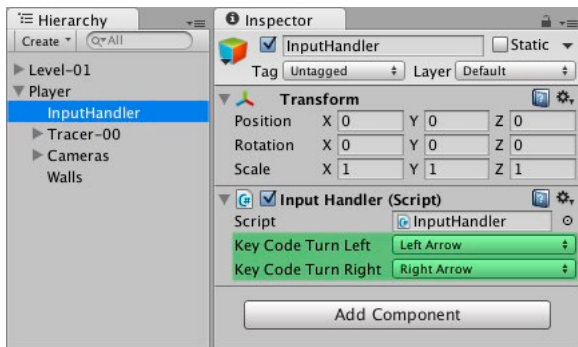 Hierarchy
Create
All
Level-01
Player
InputHandler
Tracer-00
Cameras
Walls
Inspector
InputHandler Static
Tag Untagged Layer Default
Transform
Position X 0 Y 0 Z 0
Rotation X 0 Y 0 Z 0
Scale X 1 Y 1 Z 1
Input Handler (Script)
Script InputHandler
Key Code Turn Left Left Arrow
Key Code Turn Right Right Arrow
Add Component